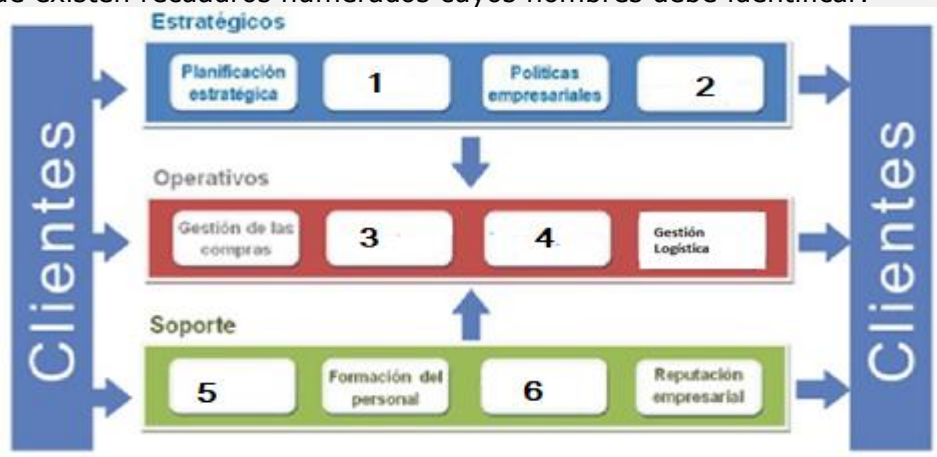 de existen recuadros numerados cuyos nombres debe identificar.
Estratégicos
Clientes
Planificación
estratégica
1
Políticas
empresariales
2
Operativos
Gestión de las
compras
3
4
Gestión
Logística
Soporte
5
Formación del
personal
6
Reputación
empresarial
Clientes